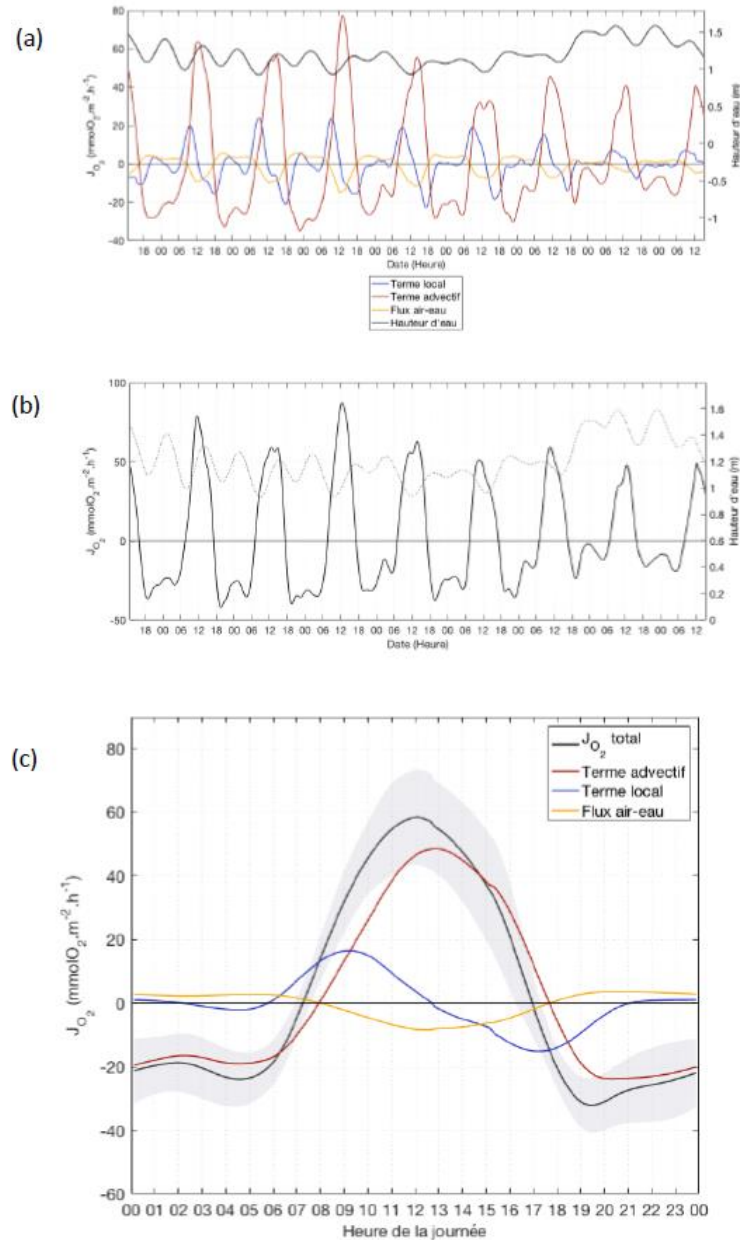 (a)
80
60
40
20
0
-20
-40
1.5
1
0.5
0
-0.5
-1
J_O2 (mmolO2.m-2.h-1)
Hauteur d'eau
18 00 06 12 18 00 06 12 18 00 06 12 18 00 06 12 18 00 06 12 18 00 06 12 18 00 06 12 18 00 06 12
Date (Heure)
Terme local
Terme advectif
Flux air-eau
Hauteur d'eau
(b)
100
50
0
-50
1.6
1.4
1.2
1
0.8
0.6
0.4
0.2
0
J_O2 (mmolO2.m-2.h-1)
Hauteur d'eau (m)
18 00 06 12 18 00 06 12 18 00 06 12 18 00 06 12 18 00 06 12 18 00 06 12 18 00 06 12 18 00 06 12
Date (Heure)
(c)
80
60
40
20
0
-20
-40
-60
J_O2 (mmolO2.m-2.h-1)
J_O2 total
Terme advectif
Terme local
Flux air-eau
00 01 02 03 04 05 06 07 08 09 10 11 12 13 14 15 16 17 18 19 20 21 22 23 00
Heure de la journée